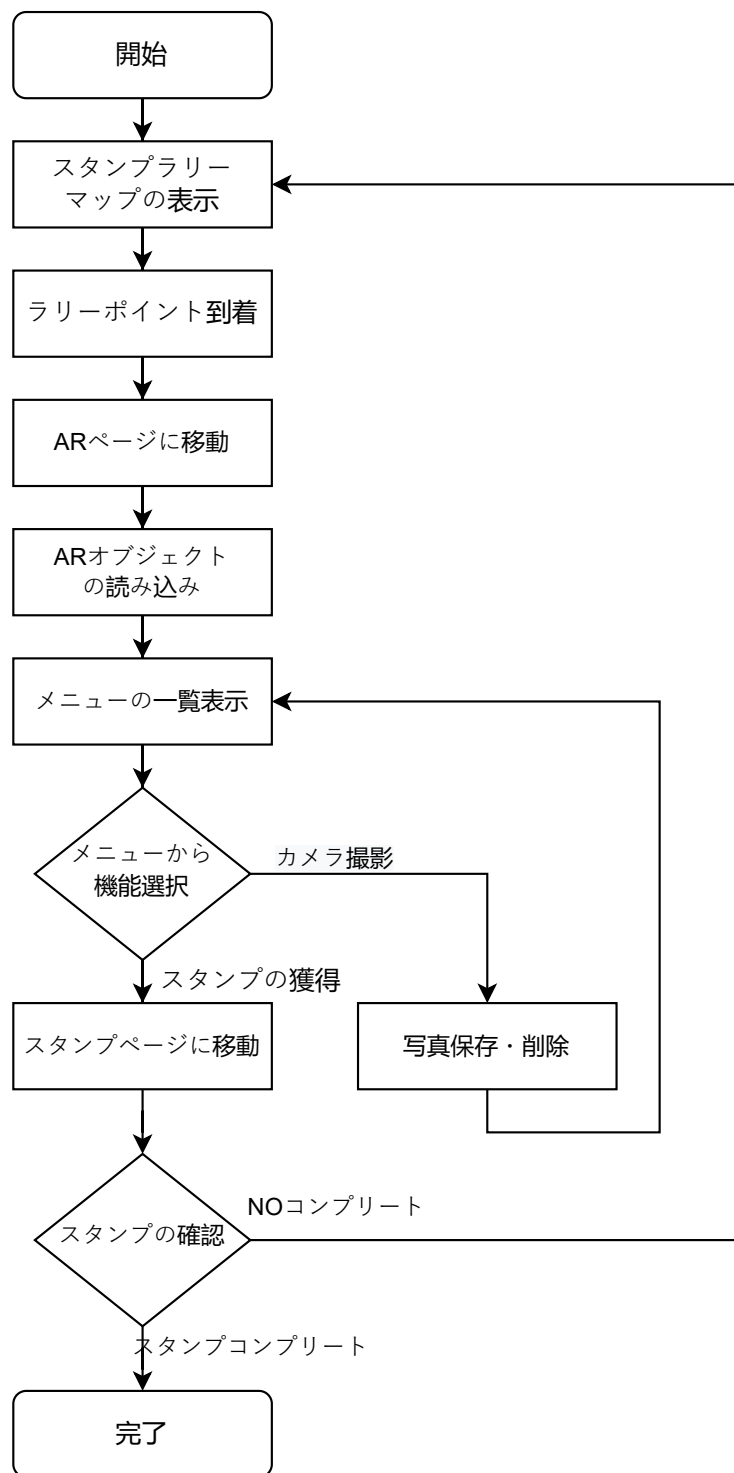 開始
スタンプラリー
マップの表示
ラリーポイント到着
ARページに移動
ARオブジェクト
の読み込み
メニューの一覧表示
メニューから
機能選択
カメラ撮影
スタンプの獲得
スタンプページに移動
写真保存・削除
NOコンプリート
スタンプの確認
スタンプコンプリート
完了